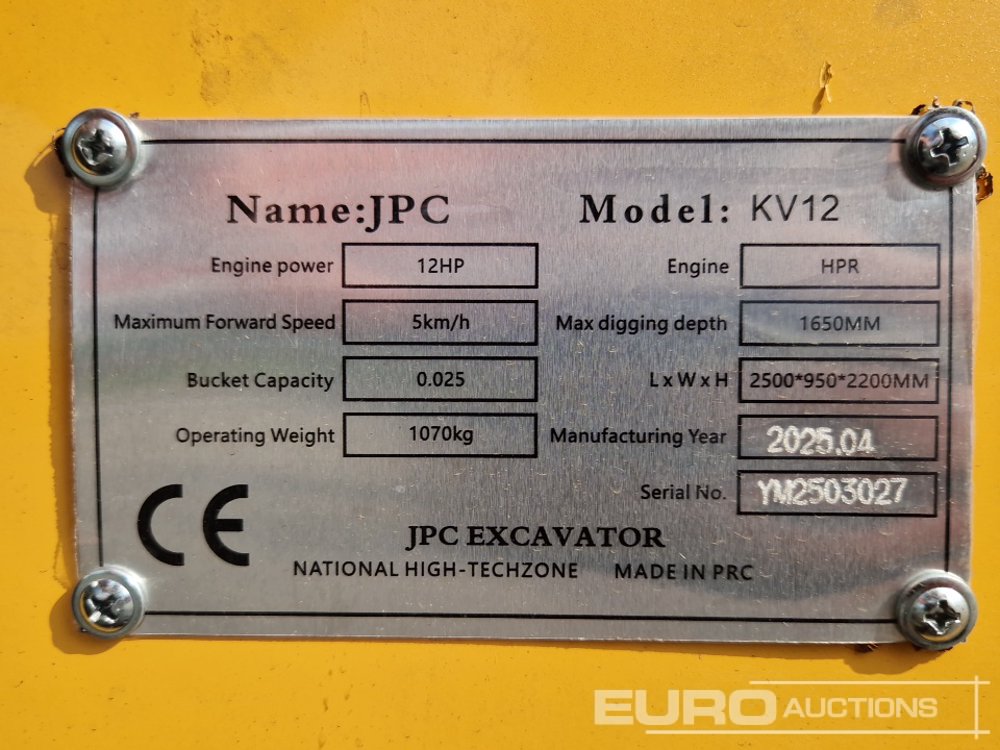 Name:JPC Model: KV12
Engine power 12HP Engine HPR
Maximum Forward Speed 5km/h Max digging depth 1650MM
Bucket Capacity 0.025 L x W x H 2500*950*2200MM
Operating Weight 1070kg Manufacturing Year 2025.04
Serial No. YM2503027
CE
JPC EXCAVATOR
NATIONAL HIGH-TECHZONE MADE IN PRC
EURO AUCTIONS